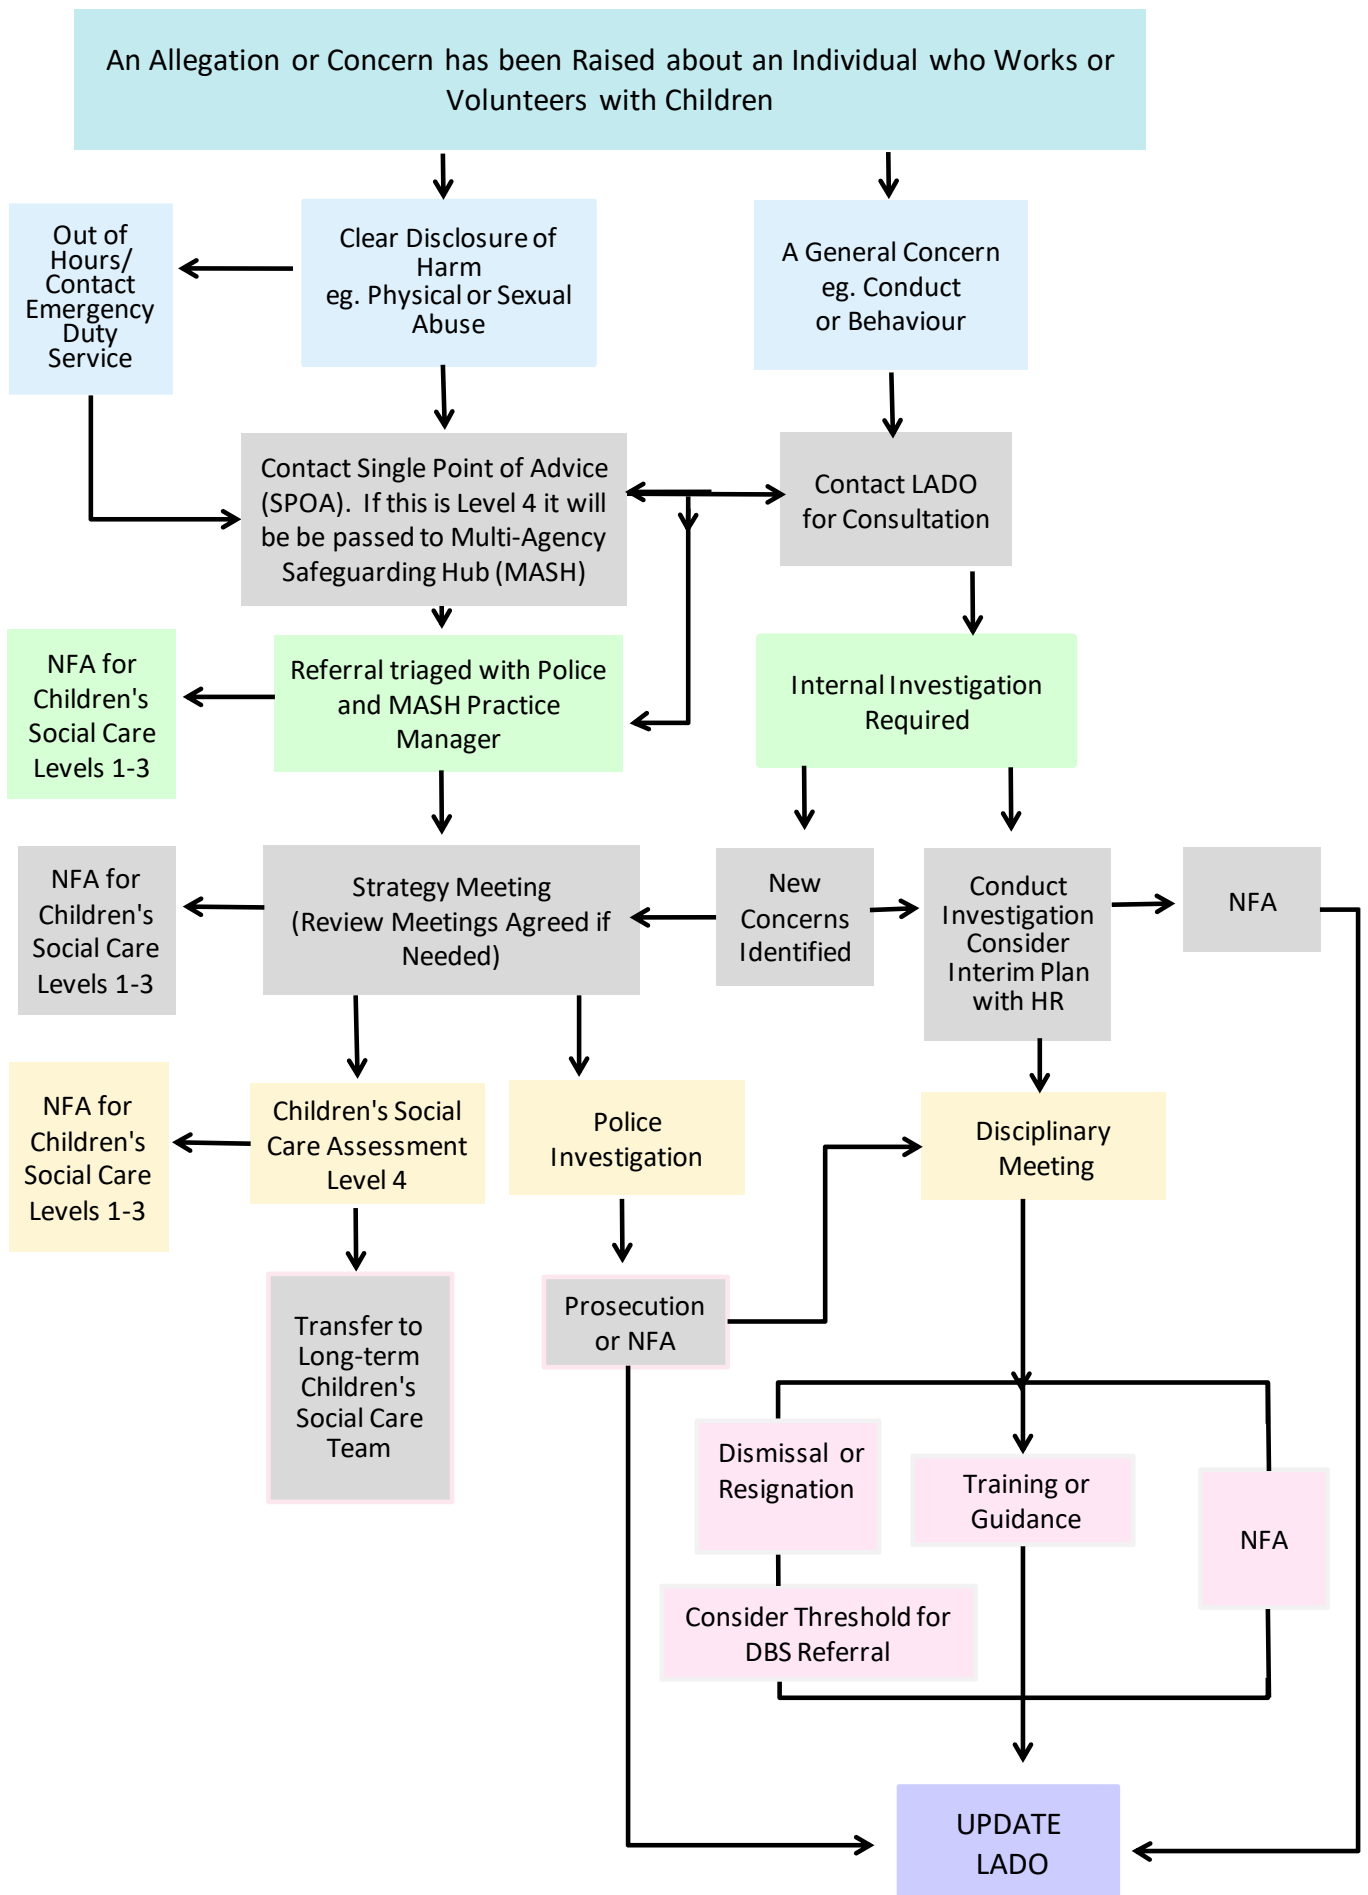 An Allegation or Concern has been Raised about an Individual who Works or
Volunteers with Children
Out of
Hours/
Contact
Emergency
Duty
Service
Clear Disclosure of
Harm
eg. Physical or Sexual
Abuse
A General Concern
eg. Conduct
or Behaviour
Contact Single Point of Advice
(SPOA). If this is Level 4 it will
be be passed to Multi-Agency
Safeguarding Hub (MASH)
Contact LADO
for Consultation
NFA for
Children's
Social Care
Levels 1-3
Referral triaged with Police
and MASH Practice
Manager
Internal Investigation
Required
NFA for
Children's
Social Care
Levels 1-3
Strategy Meeting
(Review Meetings Agreed if
Needed)
New
Concerns
Identified
Conduct
Investigation
Consider
Interim Plan
with HR
NFA
NFA for
Children's
Social Care
Levels 1-3
Children's Social
Care Assessment
Level 4
Police
Investigation
Disciplinary
Meeting
Transfer to
Long-term
Children's
Social Care
Team
Prosecution
or NFA
Dismissal or
Resignation
Training or
Guidance
NFA
Consider Threshold for
DBS Referral
UPDATE
LADO